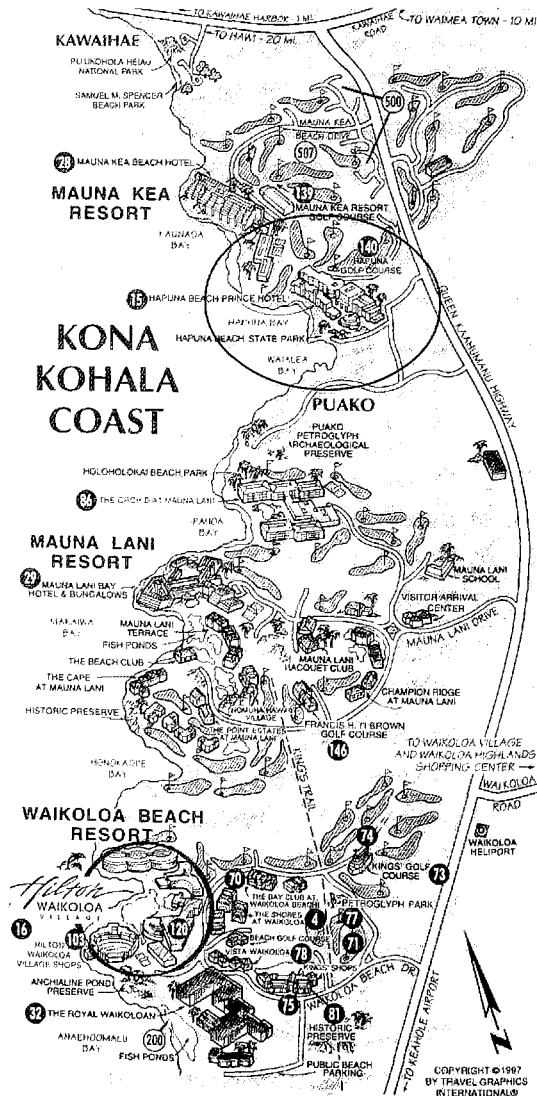 TO KAWAIHAE HARBOR - 1 MI.
TO WAIMEA TOWN - 10 MI.
KAWAIHAE
ROAD
TO HAWI - 20 MI.
KAWAIHAE
PUUKOHOLA HEIAU
NATIONAL PARK
SAMUEL M. SPENCER
BEACH PARK
500
MAUNA KEA
BEACH DRIVE
507
28 MAUNA KEA BEACH HOTEL
139
MAUNA KEA
RESORT
MAUNA KEA RESORT
GOLF COURSE
KAUNAOA
BAY
140
HAPUNA
GOLF COURSE
15 HAPUNA BEACH PRINCE HOTEL
HAPUNA BAY
HAPUNA BEACH STATE PARK
WAIALEA
BAY
QUEEN KAAHUMANU HIGHWAY
KONA
KOHALA
COAST
PUAKO
PUAKO
PETROGLYPH
ARCHAEOLOGICAL
PRESERVE
HOLOHOLOKAI BEACH PARK
86 THE ORCHID AT MAUNA LANI
PAUOA
BAY
MAUNA LANI
RESORT
29 MAUNA LANI BAY
HOTEL & BUNGALOWS
MAUNA LANI
SCHOOL
VISITOR ARRIVAL
CENTER
MAUNA LANI DRIVE
MAKAIWA
BAY
MAUNA LANI
TERRACE
FISH PONDS
THE BEACH CLUB
MAUNA LANI
RACQUET CLUB
THE CAPE
AT MAUNA LANI
CHAMPION RIDGE
AT MAUNA LANI
HISTORIC PRESERVE
VILLAGE
THE POINT ESTATES
AT MAUNA LANI
FRANCIS H. I'I BROWN
GOLF COURSE
146
HONOKAOPE
BAY
KING'S TRAIL
TO WAIKOLOA VILLAGE
AND WAIKOLOA HIGHLANDS
SHOPPING CENTER
WAIKOLOA
ROAD
WAIKOLOA BEACH
RESORT
WAIKOLOA
HELIPORT
74
KINGS' GOLF
COURSE 73
Hilton
WAIKOLOA
VILLAGE
70
THE BAY CLUB AT
WAIKOLOA BEACH
PETROGLYPH PARK
THE SHORES
AT WAIKOLOA
4
77
16
103
120
BEACH GOLF COURSE
71
HILTON
WAIKOLOA
VILLAGE SHOPS
VISTA WAIKOLOA
78
KINGS' SHOPS
WAIKOLOA BEACH DR.
ANCHIALINE POND
PRESERVE
75
32 THE ROYAL WAIKOLOAN
81
HISTORIC
PRESERVE
ANAEHOOMALU
BAY
200
FISH PONDS
PUBLIC BEACH
PARKING
TO KEAHOLE AIRPORT
COPYRIGHT © 1997
BY TRAVEL GRAPHICS
INTERNATIONAL®